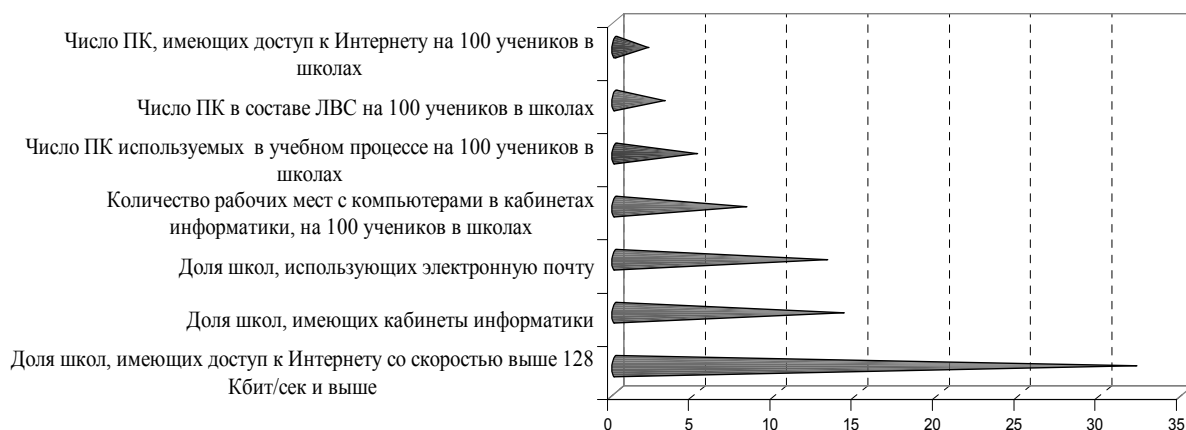 Число ПК, имеющих доступ к Интернету на 100 учеников в
школах
Число ПК в составе ЛВС на 100 учеников в школах
Число ПК используемых в учебном процессе на 100 учеников в
школах
Количество рабочих мест с компьютерами в кабинетах
информатики, на 100 учеников в школах
Доля школ, использующих электронную почту
Доля школ, имеющих кабинеты информатики
Доля школ, имеющих доступ к Интернету со скоростью выше 128
Кбит/сек и выше
0 5 10 15 20 25 30 35